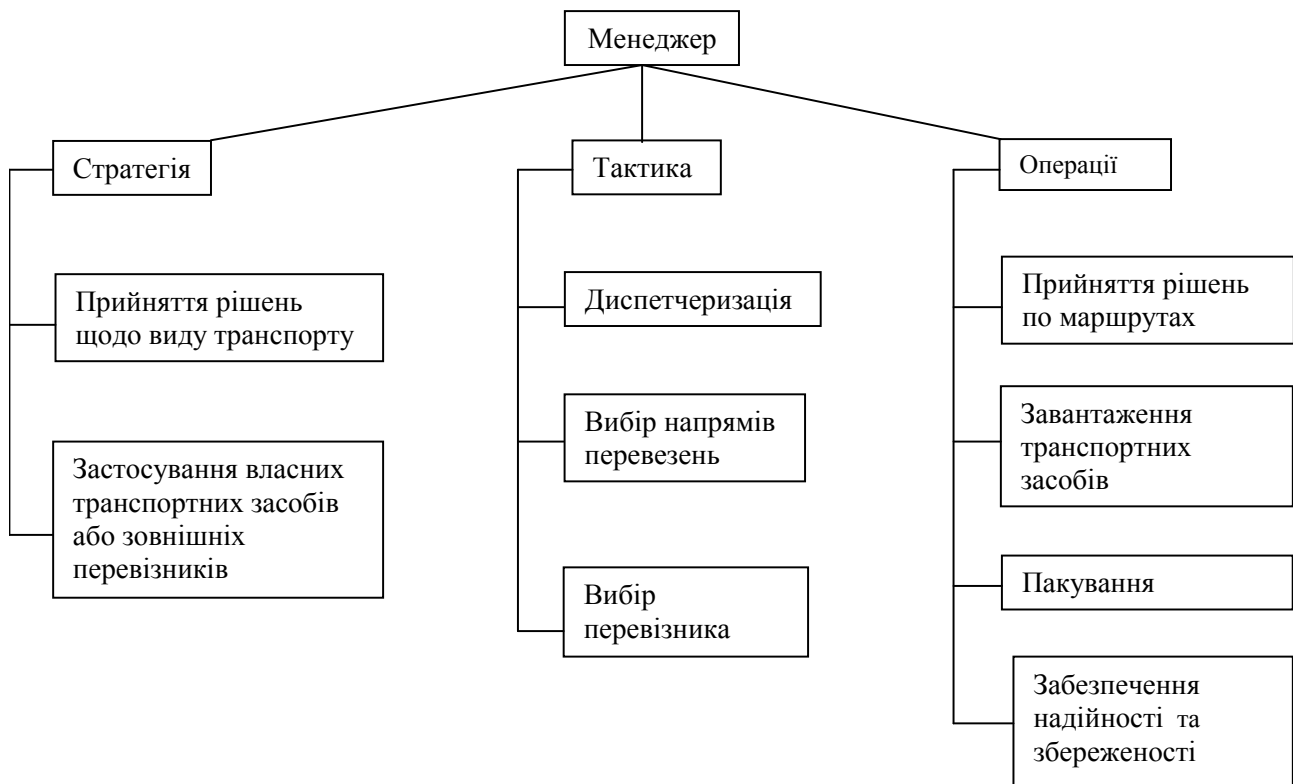 Менеджер
Стратегія
Тактика
Операції
Прийняття рішень
щодо виду транспорту
Застосування власних
транспортних засобів
або зовнішніх
перевізників
Диспетчеризація
Вибір напрямів
перевезень
Вибір
перевізника
Прийняття рішень
по маршрутах
Завантаження
транспортних
засобів
Пакування
Забезпечення
надійності та
збереженості